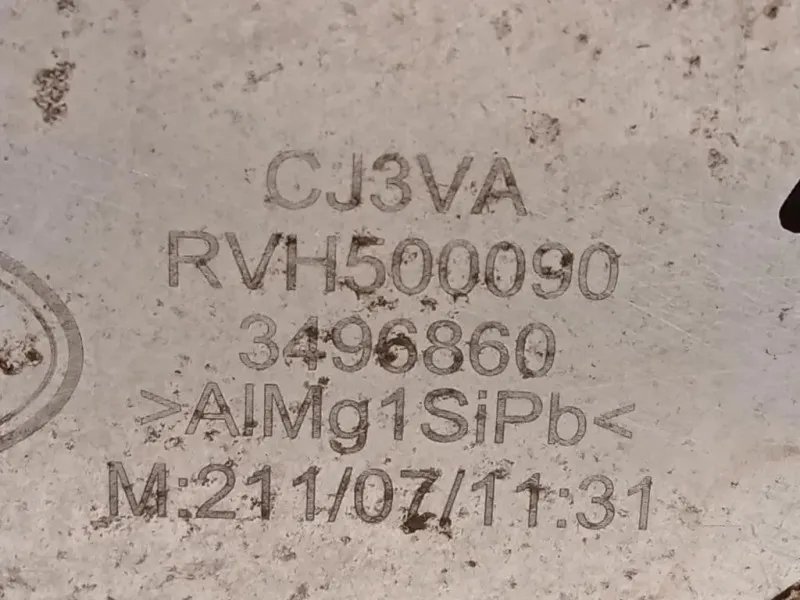 CJ3VA
RVH500090
3496860
>AlMg1SiPb<
M:211/07/11:31